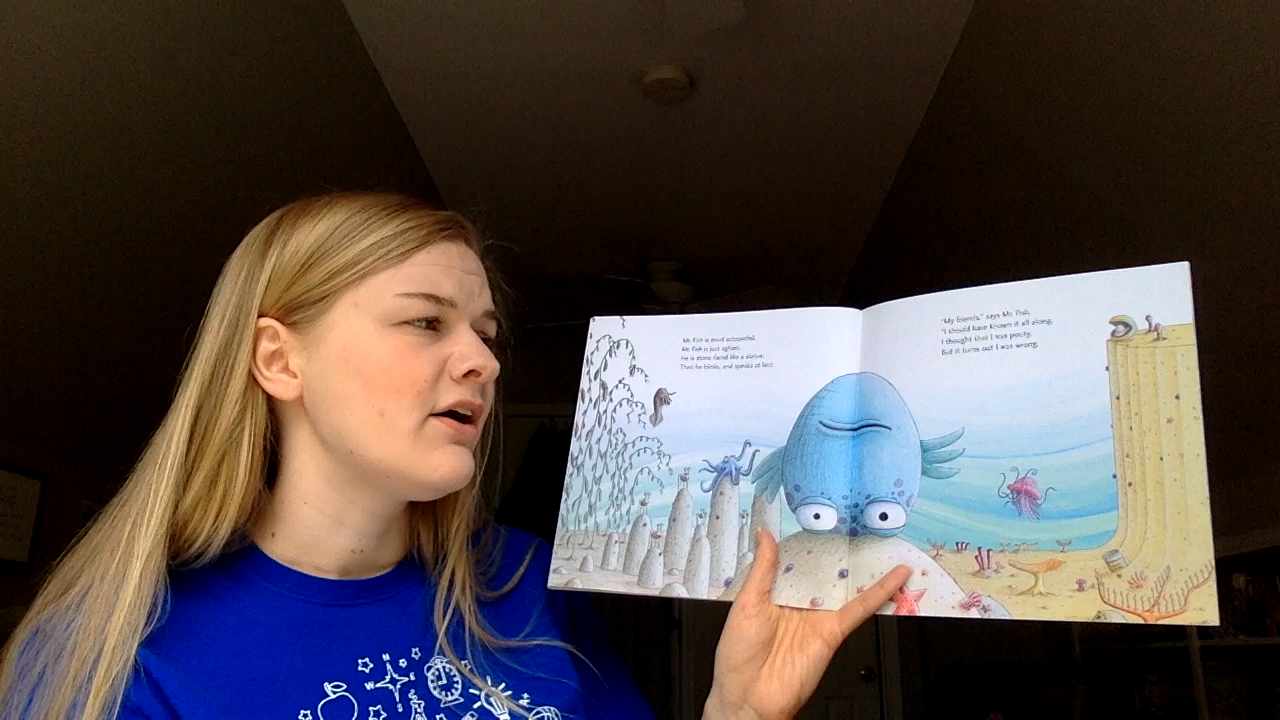 Mr. Fish is most astounded.
Mr. Fish is just aghast.
He is stone-faced like a statue,
Then he blinks, and speaks at last:
"My friends," says Mr. Fish,
"I should have known it all along.
I thought that I was pouty,
But it turns out I was wrong.